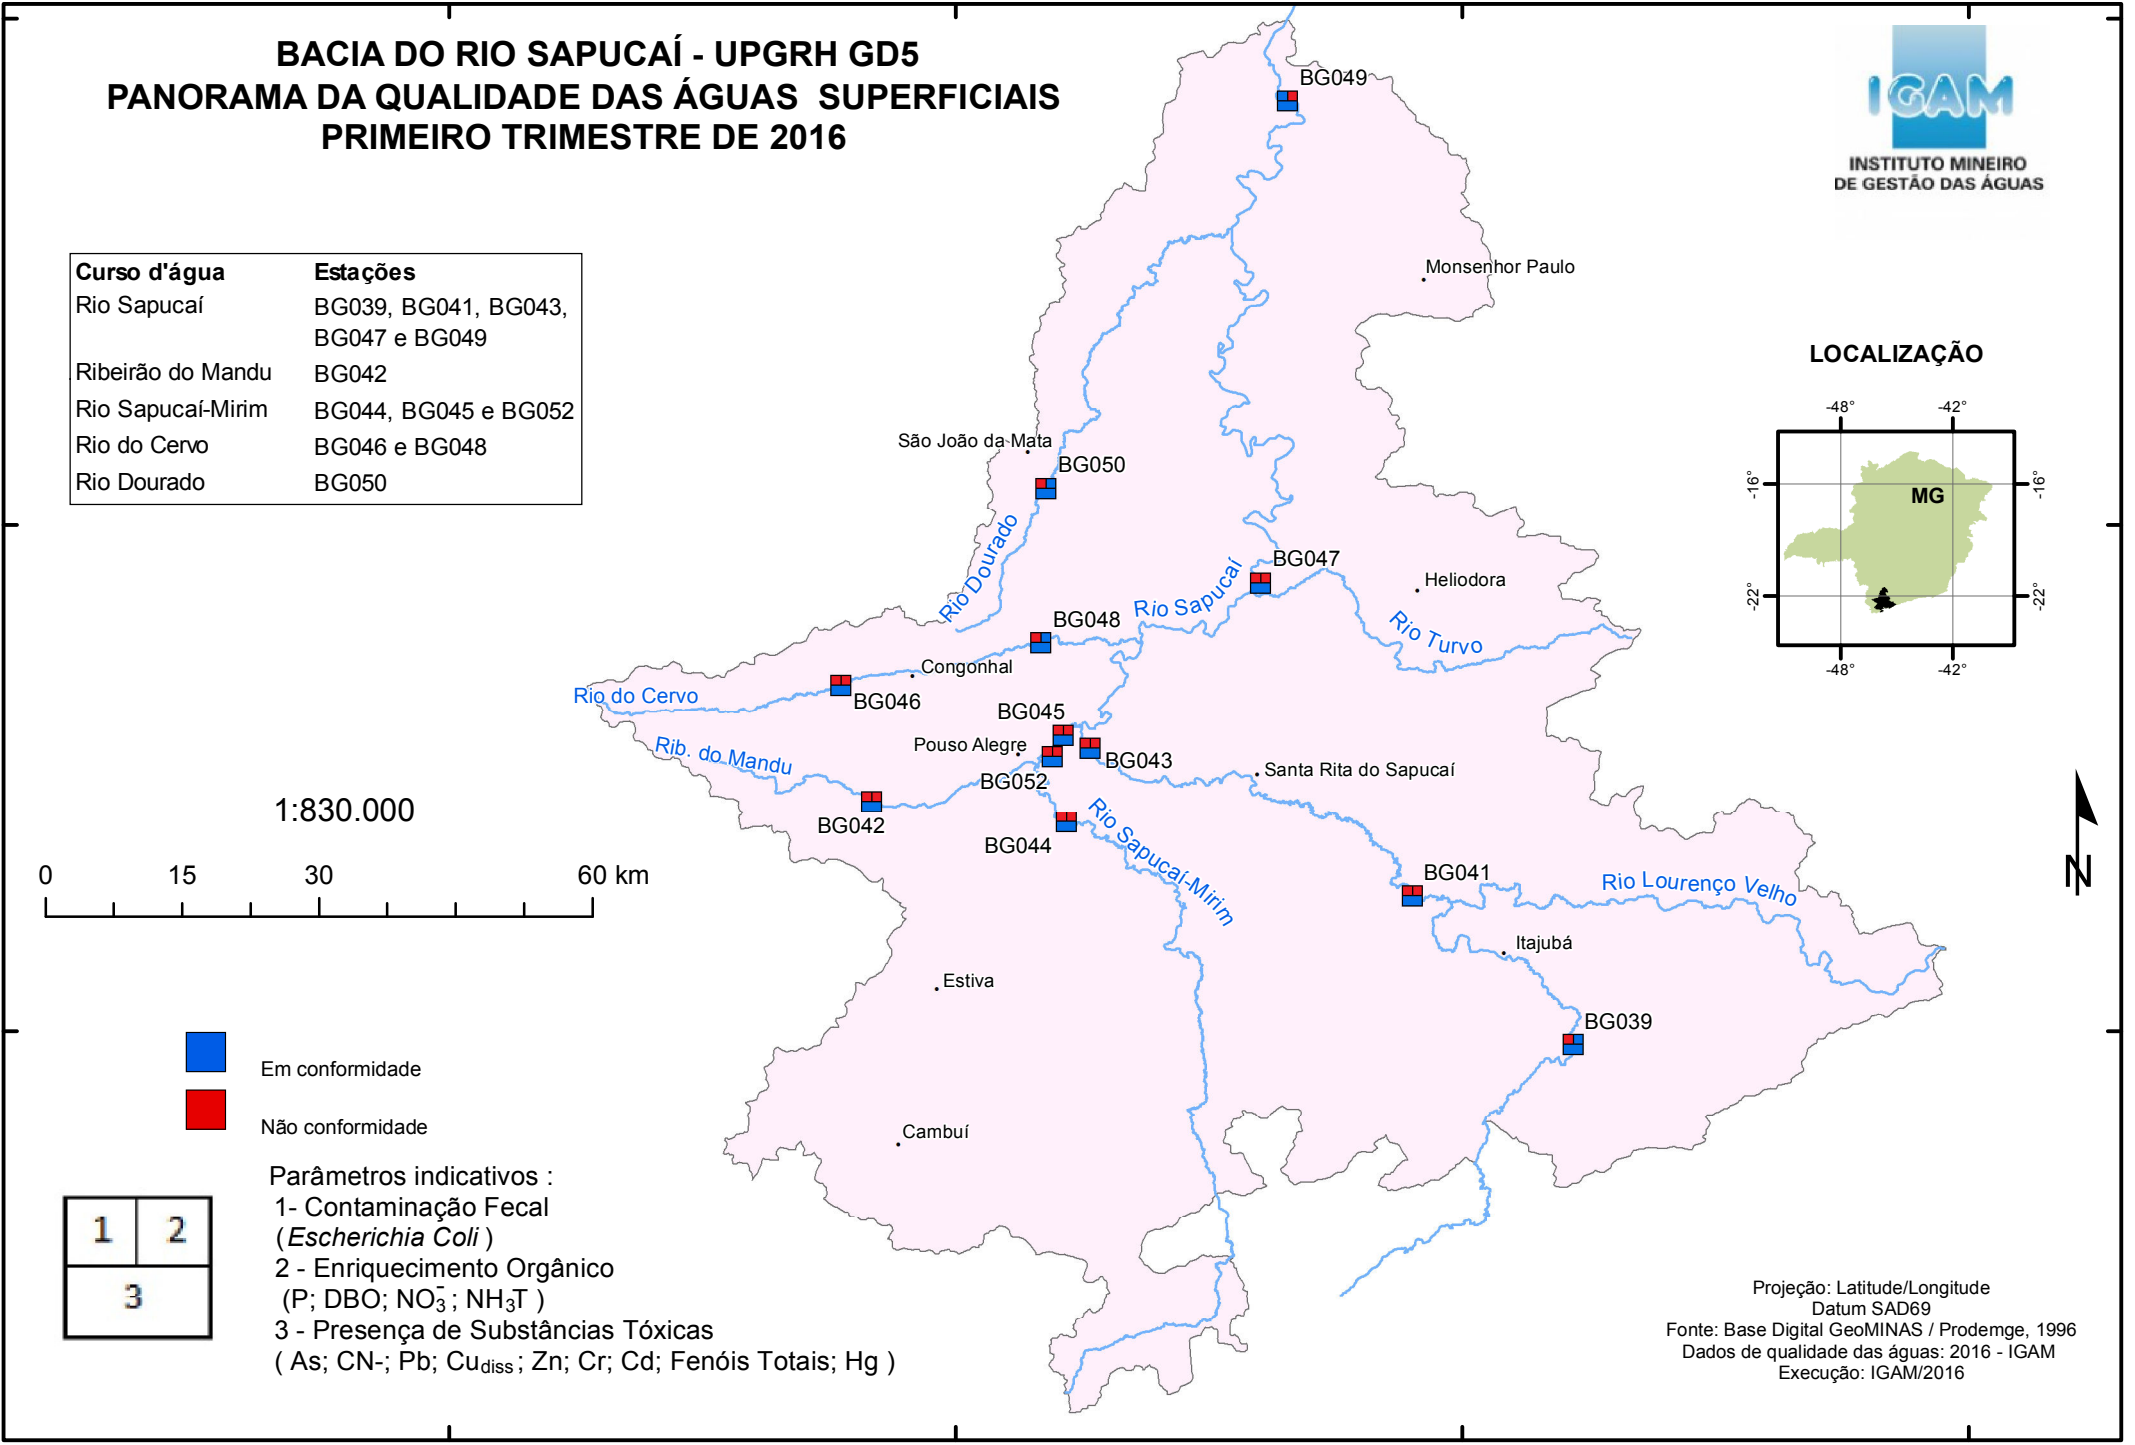 BACIA DO RIO SAPUCAÍ - UPGRH GD5
PANORAMA DA QUALIDADE DAS ÁGUAS SUPERFICIAIS
PRIMEIRO TRIMESTRE DE 2016
IGAM
INSTITUTO MINEIRO
DE GESTÃO DAS ÁGUAS
Curso d'água Estações
Rio Sapucaí BG039, BG041, BG043,
BG047 e BG049
Ribeirão do Mandu BG042
Rio Sapucaí-Mirim BG044, BG045 e BG052
Rio do Cervo BG046 e BG048
Rio Dourado BG050
BG049
Monsenhor Paulo
São João da Mata
BG050
Rio Dourado
BG047
Rio Sapucaí
Heliodora
Rio Turvo
BG048
Congonhal
Rio do Cervo
BG046
BG045
Pouso Alegre
BG043
BG052
Rib. do Mandu
Santa Rita do Sapucaí
BG042
BG044
Rio Sapucaí-Mirim
BG041
Rio Lourenço Velho
Itajubá
Estiva
BG039
Cambuí
LOCALIZAÇÃO
-48° -42°
-16° -16°
MG
-22° -22°
-48° -42°
N
1:830.000
0 15 30 60 km
Em conformidade
Não conformidade
1 2
3
Parâmetros indicativos :
1- Contaminação Fecal
( Escherichia Coli )
2 - Enriquecimento Orgânico
(P; DBO; NO₃⁻; NH₃T )
3 - Presença de Substâncias Tóxicas
( As; CN-; Pb; Cudiss; Zn; Cr; Cd; Fenóis Totais; Hg )
Projeção: Latitude/Longitude
Datum SAD69
Fonte: Base Digital GeoMINAS / Prodemge, 1996
Dados de qualidade das águas: 2016 - IGAM
Execução: IGAM/2016